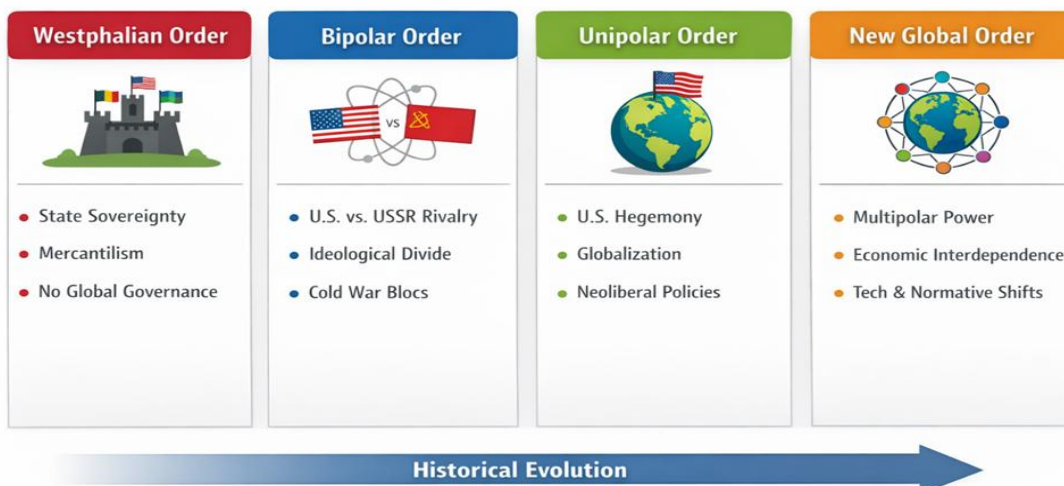 Westphalian Order
State Sovereignty
Mercantilism
No Global Governance
Bipolar Order
vs
U.S. vs. USSR Rivalry
Ideological Divide
Cold War Blocs
Unipolar Order
U.S. Hegemony
Globalization
Neoliberal Policies
New Global Order
Multipolar Power
Economic Interdependence
Tech & Normative Shifts
Historical Evolution